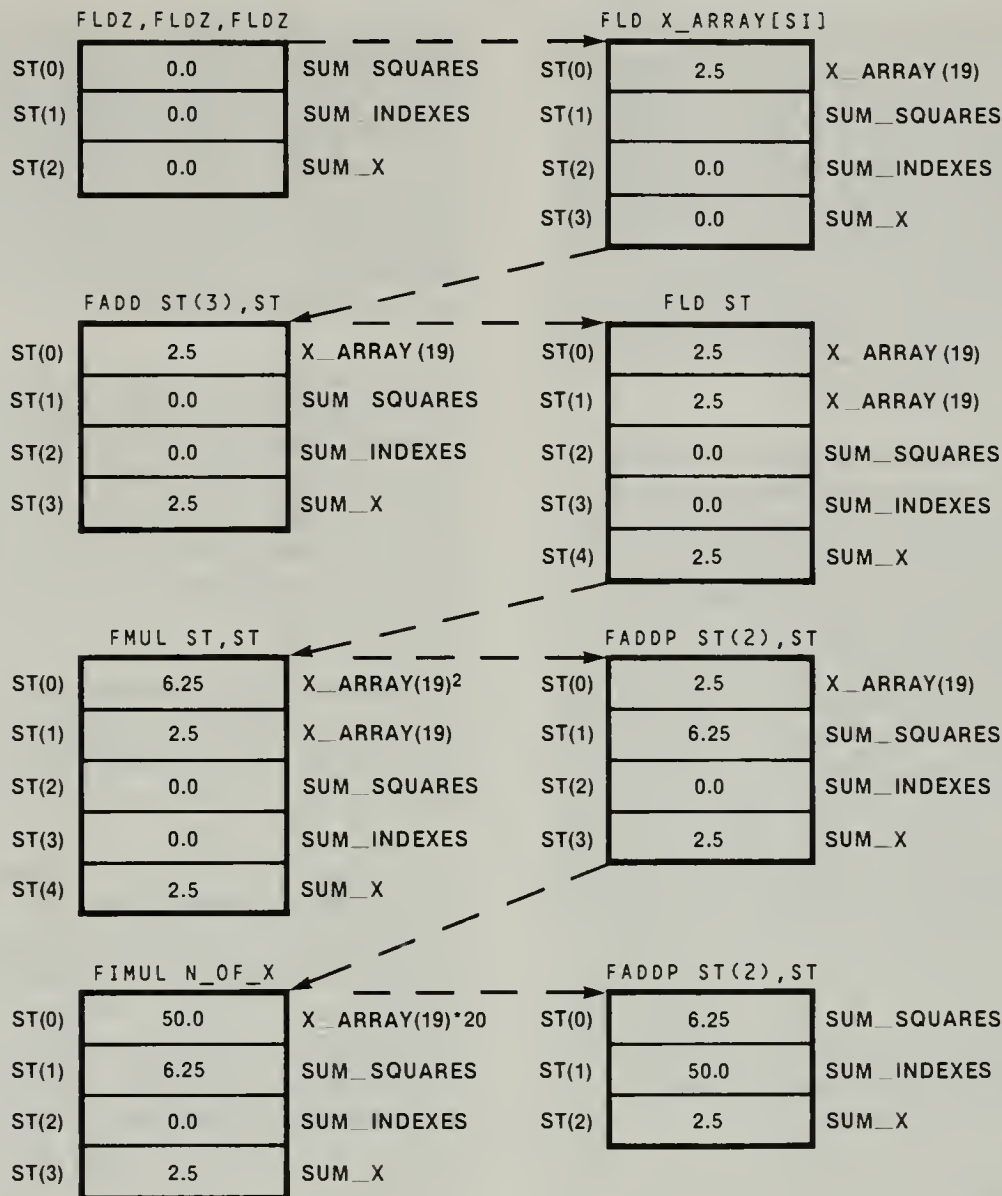 FLDZ,FLDZ,FLDZ
ST(0) 0.0 SUM SQUARES
ST(1) 0.0 SUM INDEXES
ST(2) 0.0 SUM_X
FLD X_ARRAY[SI]
ST(0) 2.5 X_ARRAY(19)
ST(1) SUM_SQUARES
ST(2) 0.0 SUM_INDEXES
ST(3) 0.0 SUM_X
FADD ST(3),ST
ST(0) 2.5 X_ARRAY(19)
ST(1) 0.0 SUM SQUARES
ST(2) 0.0 SUM_INDEXES
ST(3) 2.5 SUM_X
FLD ST
ST(0) 2.5 X_ARRAY(19)
ST(1) 2.5 X_ARRAY(19)
ST(2) 0.0 SUM_SQUARES
ST(3) 0.0 SUM_INDEXES
ST(4) 2.5 SUM_X
FMUL ST,ST
ST(0) 6.25 X_ARRAY(19)²
ST(1) 2.5 X_ARRAY(19)
ST(2) 0.0 SUM_SQUARES
ST(3) 0.0 SUM_INDEXES
ST(4) 2.5 SUM_X
FADDP ST(2),ST
ST(0) 2.5 X_ARRAY(19)
ST(1) 6.25 SUM_SQUARES
ST(2) 0.0 SUM_INDEXES
ST(3) 2.5 SUM_X
FIMUL N_OF_X
ST(0) 50.0 X_ARRAY(19)*20
ST(1) 6.25 SUM_SQUARES
ST(2) 0.0 SUM_INDEXES
ST(3) 2.5 SUM_X
FADDP ST(2),ST
ST(0) 6.25 SUM_SQUARES
ST(1) 50.0 SUM_INDEXES
ST(2) 2.5 SUM_X